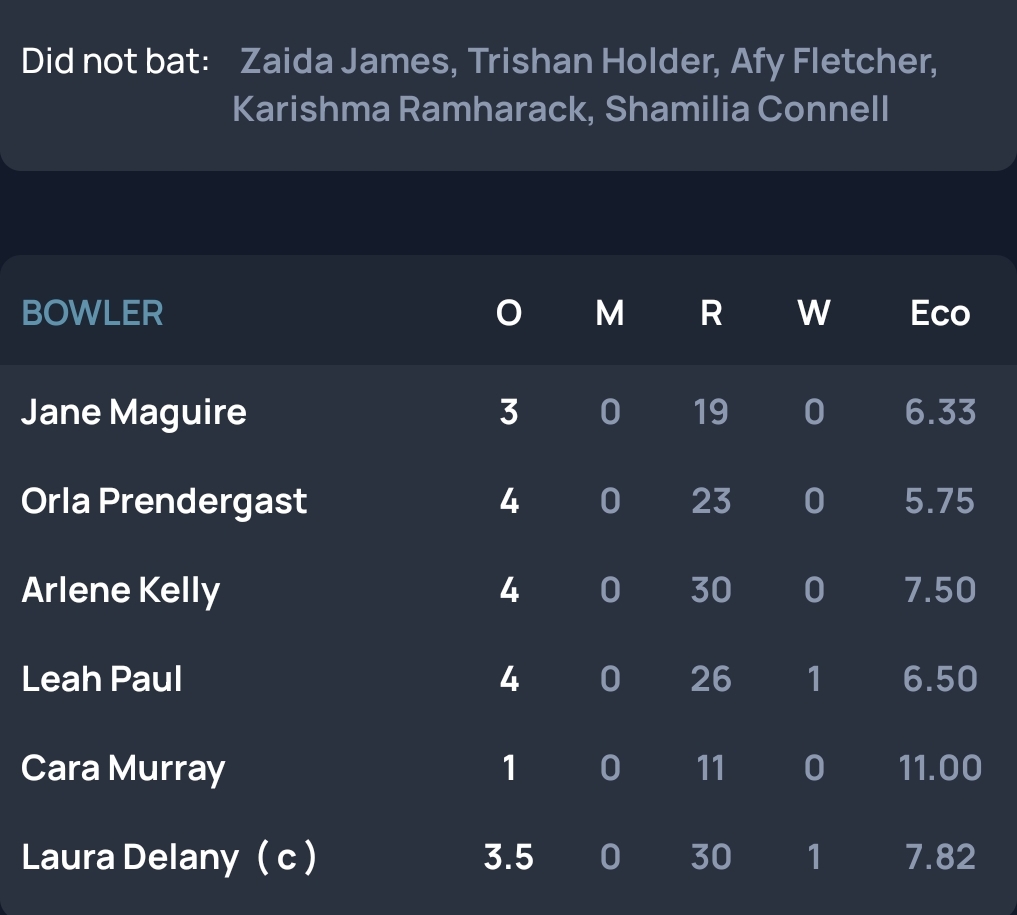 Did not bat: Zaida James, Trishan Holder, Afy Fletcher,
Karishma Ramharack, Shamilia Connell
BOWLER O M R W Eco
Jane Maguire 3 0 19 0 6.33
Orla Prendergast 4 0 23 0 5.75
Arlene Kelly 4 0 30 0 7.50
Leah Paul 4 0 26 1 6.50
Cara Murray 1 0 11 0 11.00
Laura Delany ( c ) 3.5 0 30 1 7.82